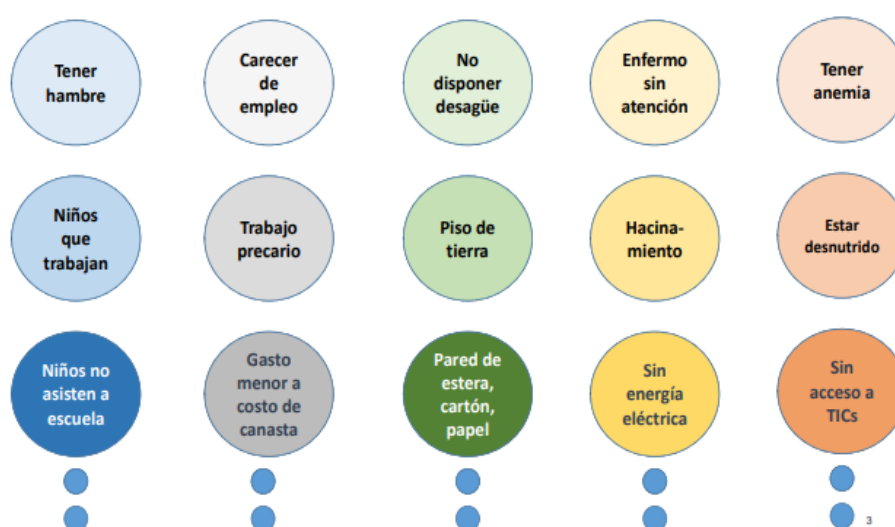 Tener
hambre
Carecer
de
empleo
No
disponer
desagüe
Enfermo
sin
atención
Tener
anemia
Niños
que
trabajan
Trabajo
precario
Piso de
tierra
Hacina-
miento
Estar
desnutrido
Niños no
asisten a
escuela
Gasto
menor a
costo de
canasta
Pared de
estera,
cartón,
papel
Sin
energía
eléctrica
Sin
acceso a
TICs
3